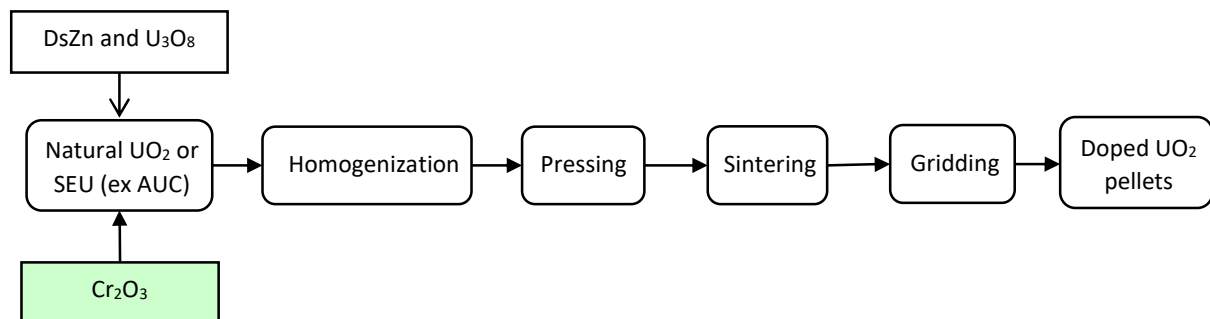 DsZn and U₃O₈
Natural UO₂ or
SEU (ex AUC)
Homogenization
Pressing
Sintering
Gridding
Doped UO₂
pellets
Cr₂O₃